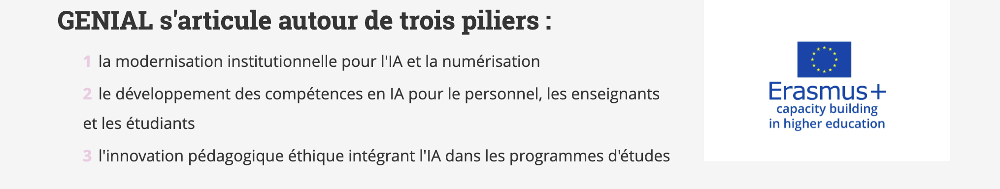 GENIAL s'articule autour de trois piliers :
1 la modernisation institutionnelle pour l'IA et la numérisation
2 le développement des compétences en IA pour le personnel, les enseignants
et les étudiants
3 l'innovation pédagogique éthique intégrant l'IA dans les programmes d'études
Erasmus+
capacity building
in higher education